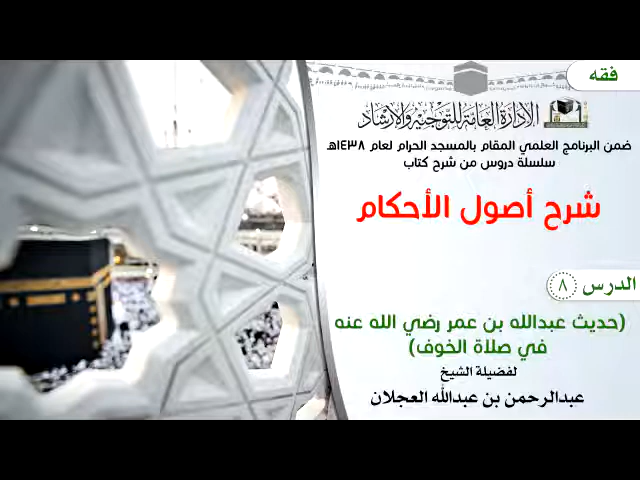 فقه
الإدارة العامة للتوجيه والإرشاد
ضمن البرنامج العلمي المقام بالمسجد الحرام لعام ١٤٣٨هـ
سلسلة دروس من شرح كتاب
شرح أصول الأحكام
الدرس ٨
(حديث عبدالله بن عمر رضي الله عنه
في صلاة الخوف)
لفضيلة الشيخ
عبدالرحمن بن عبدالله العجلان